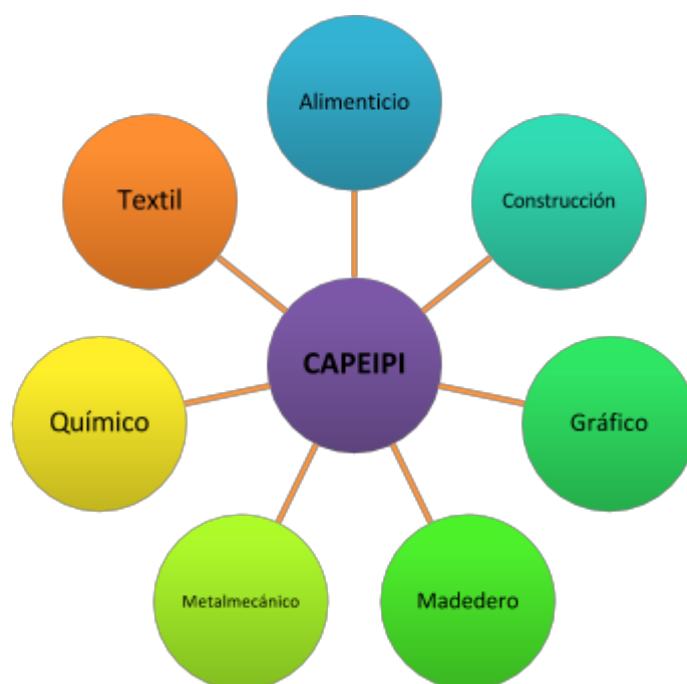 Alimenticio
Construcción
Gráfico
Madedero
Metalmecánico
Químico
Textil
CAPEIPI